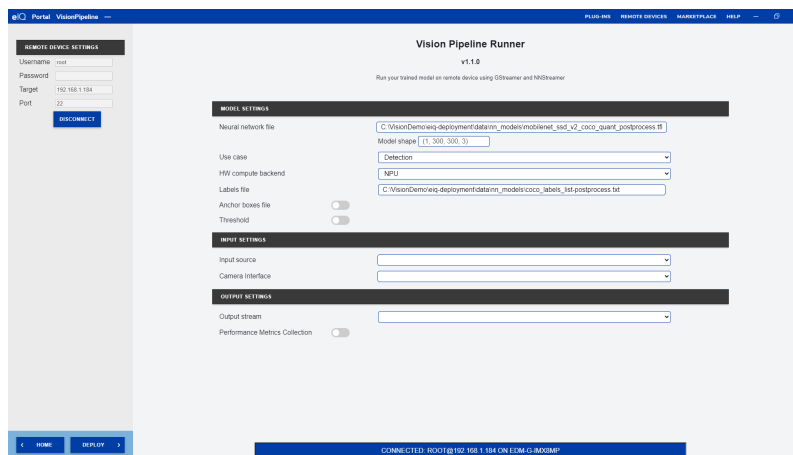 eIQ Portal VisionPipeline —
PLUG-INS REMOTE DEVICES MARKETPLACE HELP
REMOTE DEVICE SETTINGS
Username root
Password
Target 192.168.1.184
Port 22
DISCONNECT
Vision Pipeline Runner
v1.1.0
Run your trained model on remote device using GStreamer and NNStreamer
MODEL SETTINGS
Neural network file C:\VisionDemo\eiq-deployment\data\nn_models\mobilenet_ssd_v2_coco_quant_postprocess.tfl
Model shape (1, 300, 300, 3)
Use case Detection
HW compute backend NPU
Labels file C:\VisionDemo\eiq-deployment\data\nn_models\coco_labels_list-postprocess.txt
Anchor boxes file
Threshold
INPUT SETTINGS
Input source
Camera Interface
OUTPUT SETTINGS
Output stream
Performance Metrics Collection
HOME DEPLOY
CONNECTED: ROOT@192.168.1.184 ON EDM-G-IMX8MP